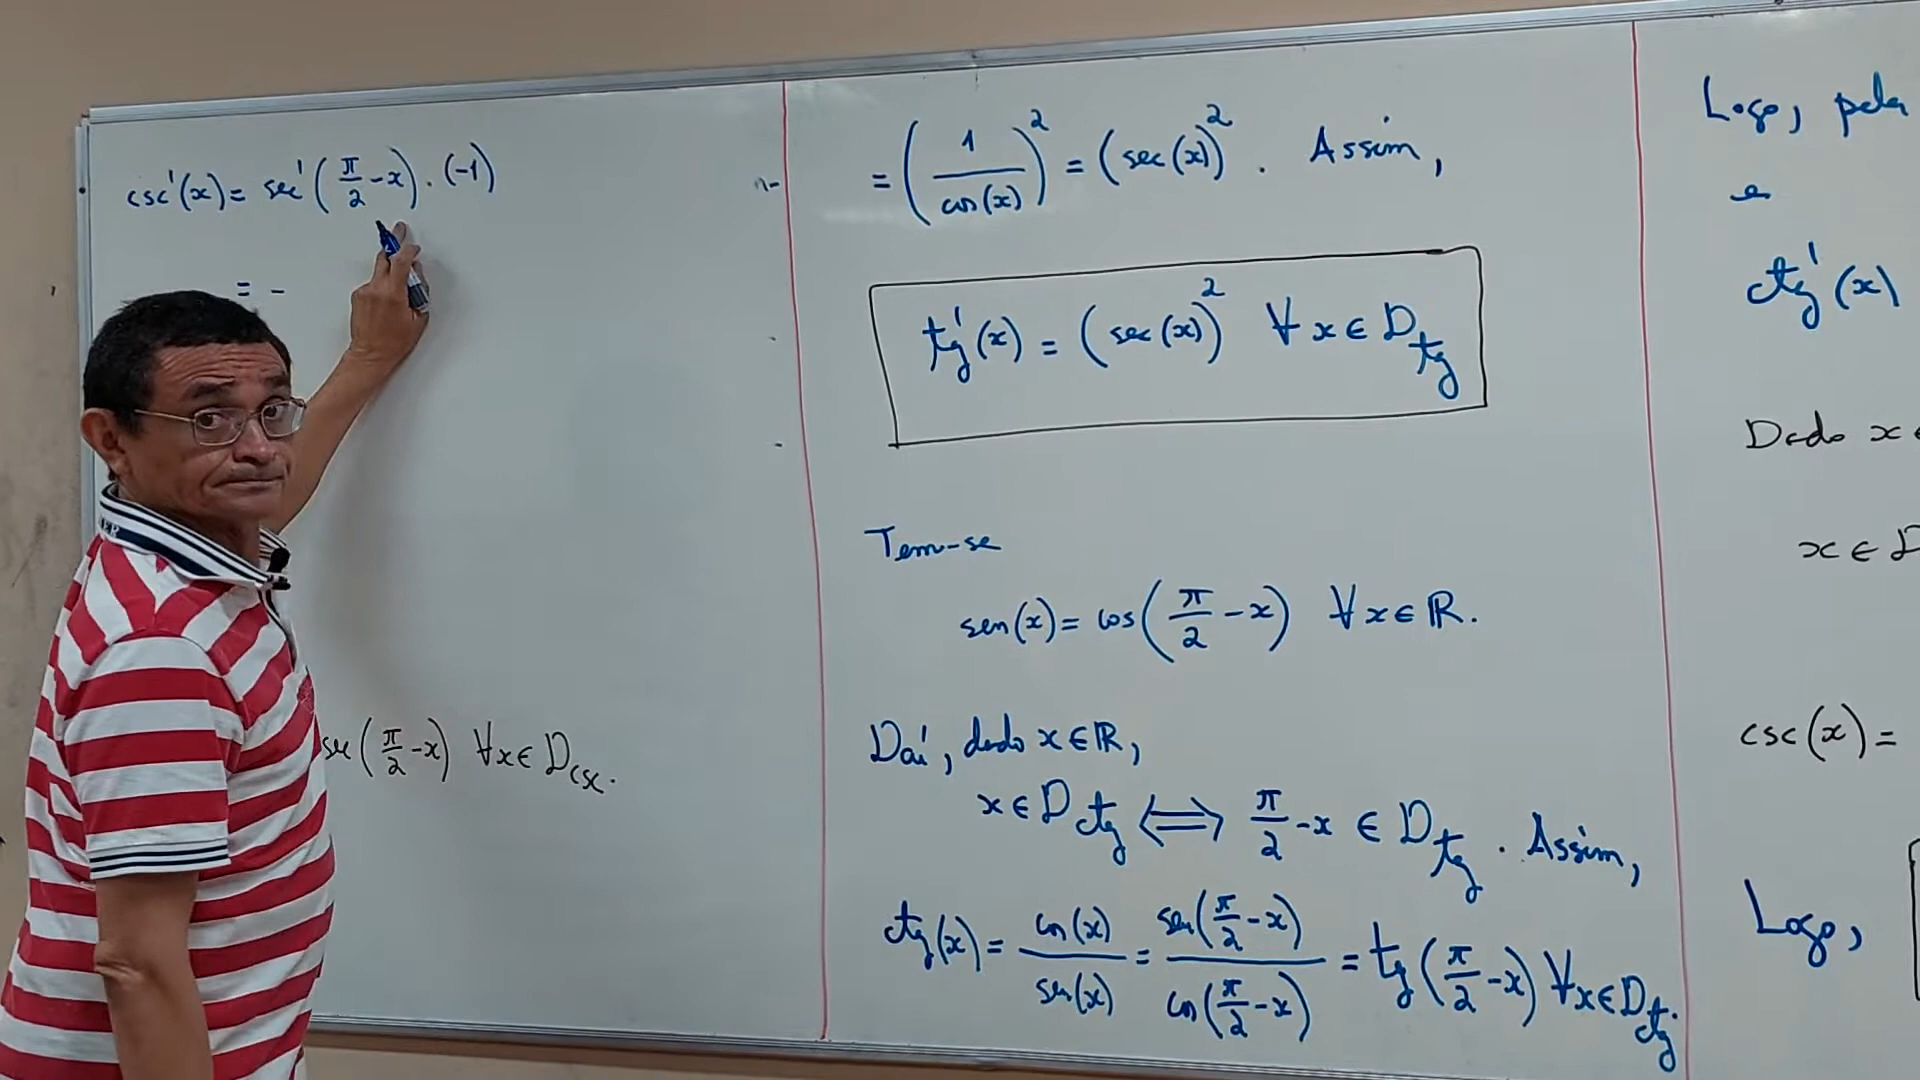 csc'(x) = sec'(π/2 - x) · (-1)
= -
sec(π/2 - x) ∀x ∈ D_csc.
= (1/cos(x))² = (sec(x))². Assim,
tg'(x) = (sec(x))² ∀ x ∈ D_tg
Tem-se
sen(x) = cos(π/2 - x) ∀ x ∈ ℝ.
Daí, dado x ∈ ℝ,
x ∈ D_ctg ⟺ π/2 - x ∈ D_tg. Assim,
ctg(x) = cos(x)/sen(x) = sen(π/2 - x)/cos(π/2 - x) = tg(π/2 - x) ∀x ∈ D_ctg.
Logo, pela
e
ctg'(x)
Dado x ∈
x ∈ D
csc(x) =
Logo,
ER